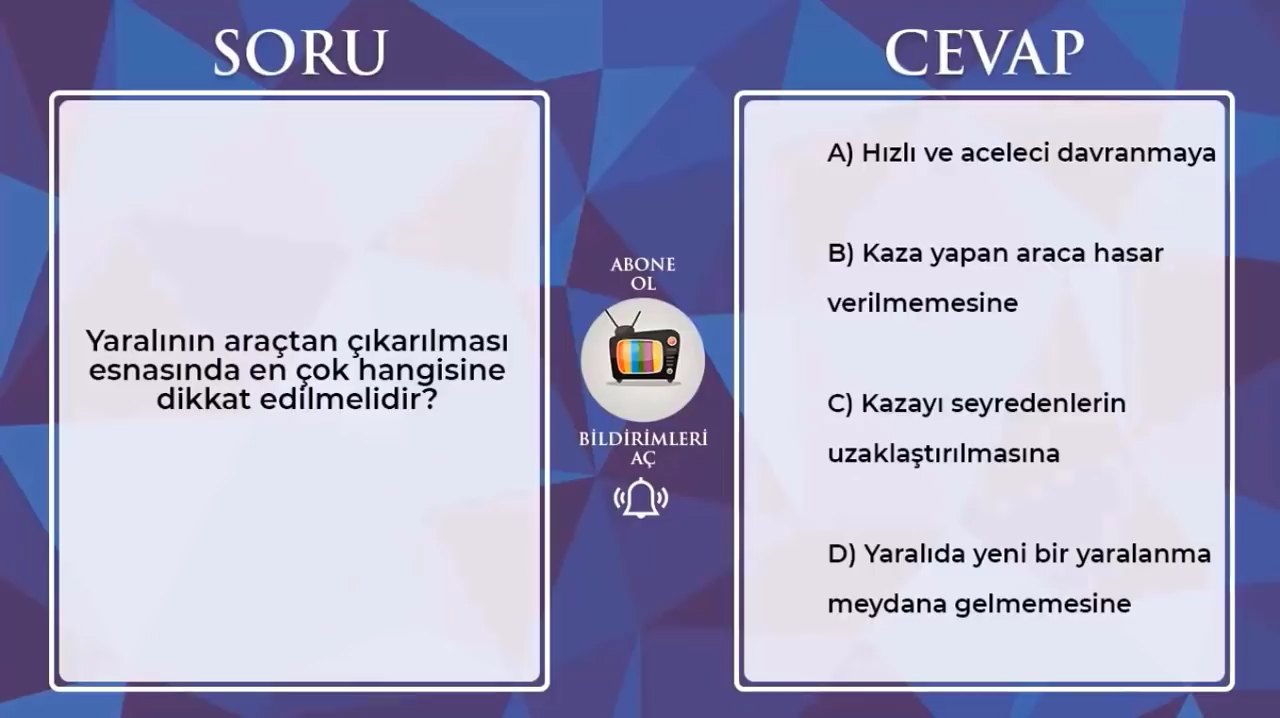 SORU
Yaralının araçtan çıkarılması
esnasında en çok hangisine
dikkat edilmelidir?
ABONE
OL
BİLDİRİMLERİ
AÇ
CEVAP
A) Hızlı ve aceleci davranmaya
B) Kaza yapan araca hasar
verilmemesine
C) Kazayı seyredenlerin
uzaklaştırılmasına
D) Yaralıda yeni bir yaralanma
meydana gelmemesine